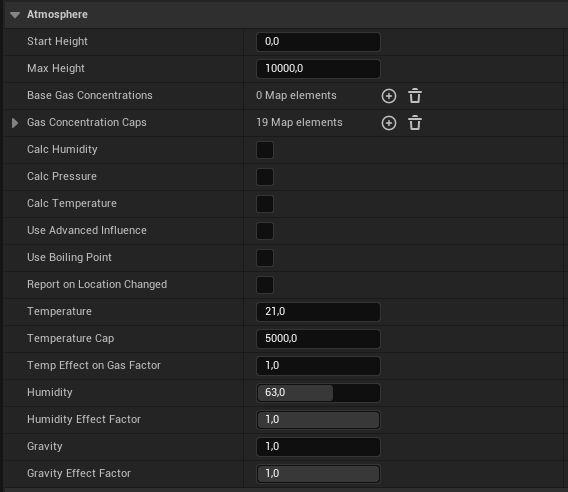 Atmosphere
Start Height 0,0
Max Height 10000,0
Base Gas Concentrations 0 Map elements
Gas Concentration Caps 19 Map elements
Calc Humidity
Calc Pressure
Calc Temperature
Use Advanced Influence
Use Boiling Point
Report on Location Changed
Temperature 21,0
Temperature Cap 5000,0
Temp Effect on Gas Factor 1,0
Humidity 63,0
Humidity Effect Factor 1,0
Gravity 1,0
Gravity Effect Factor 1,0